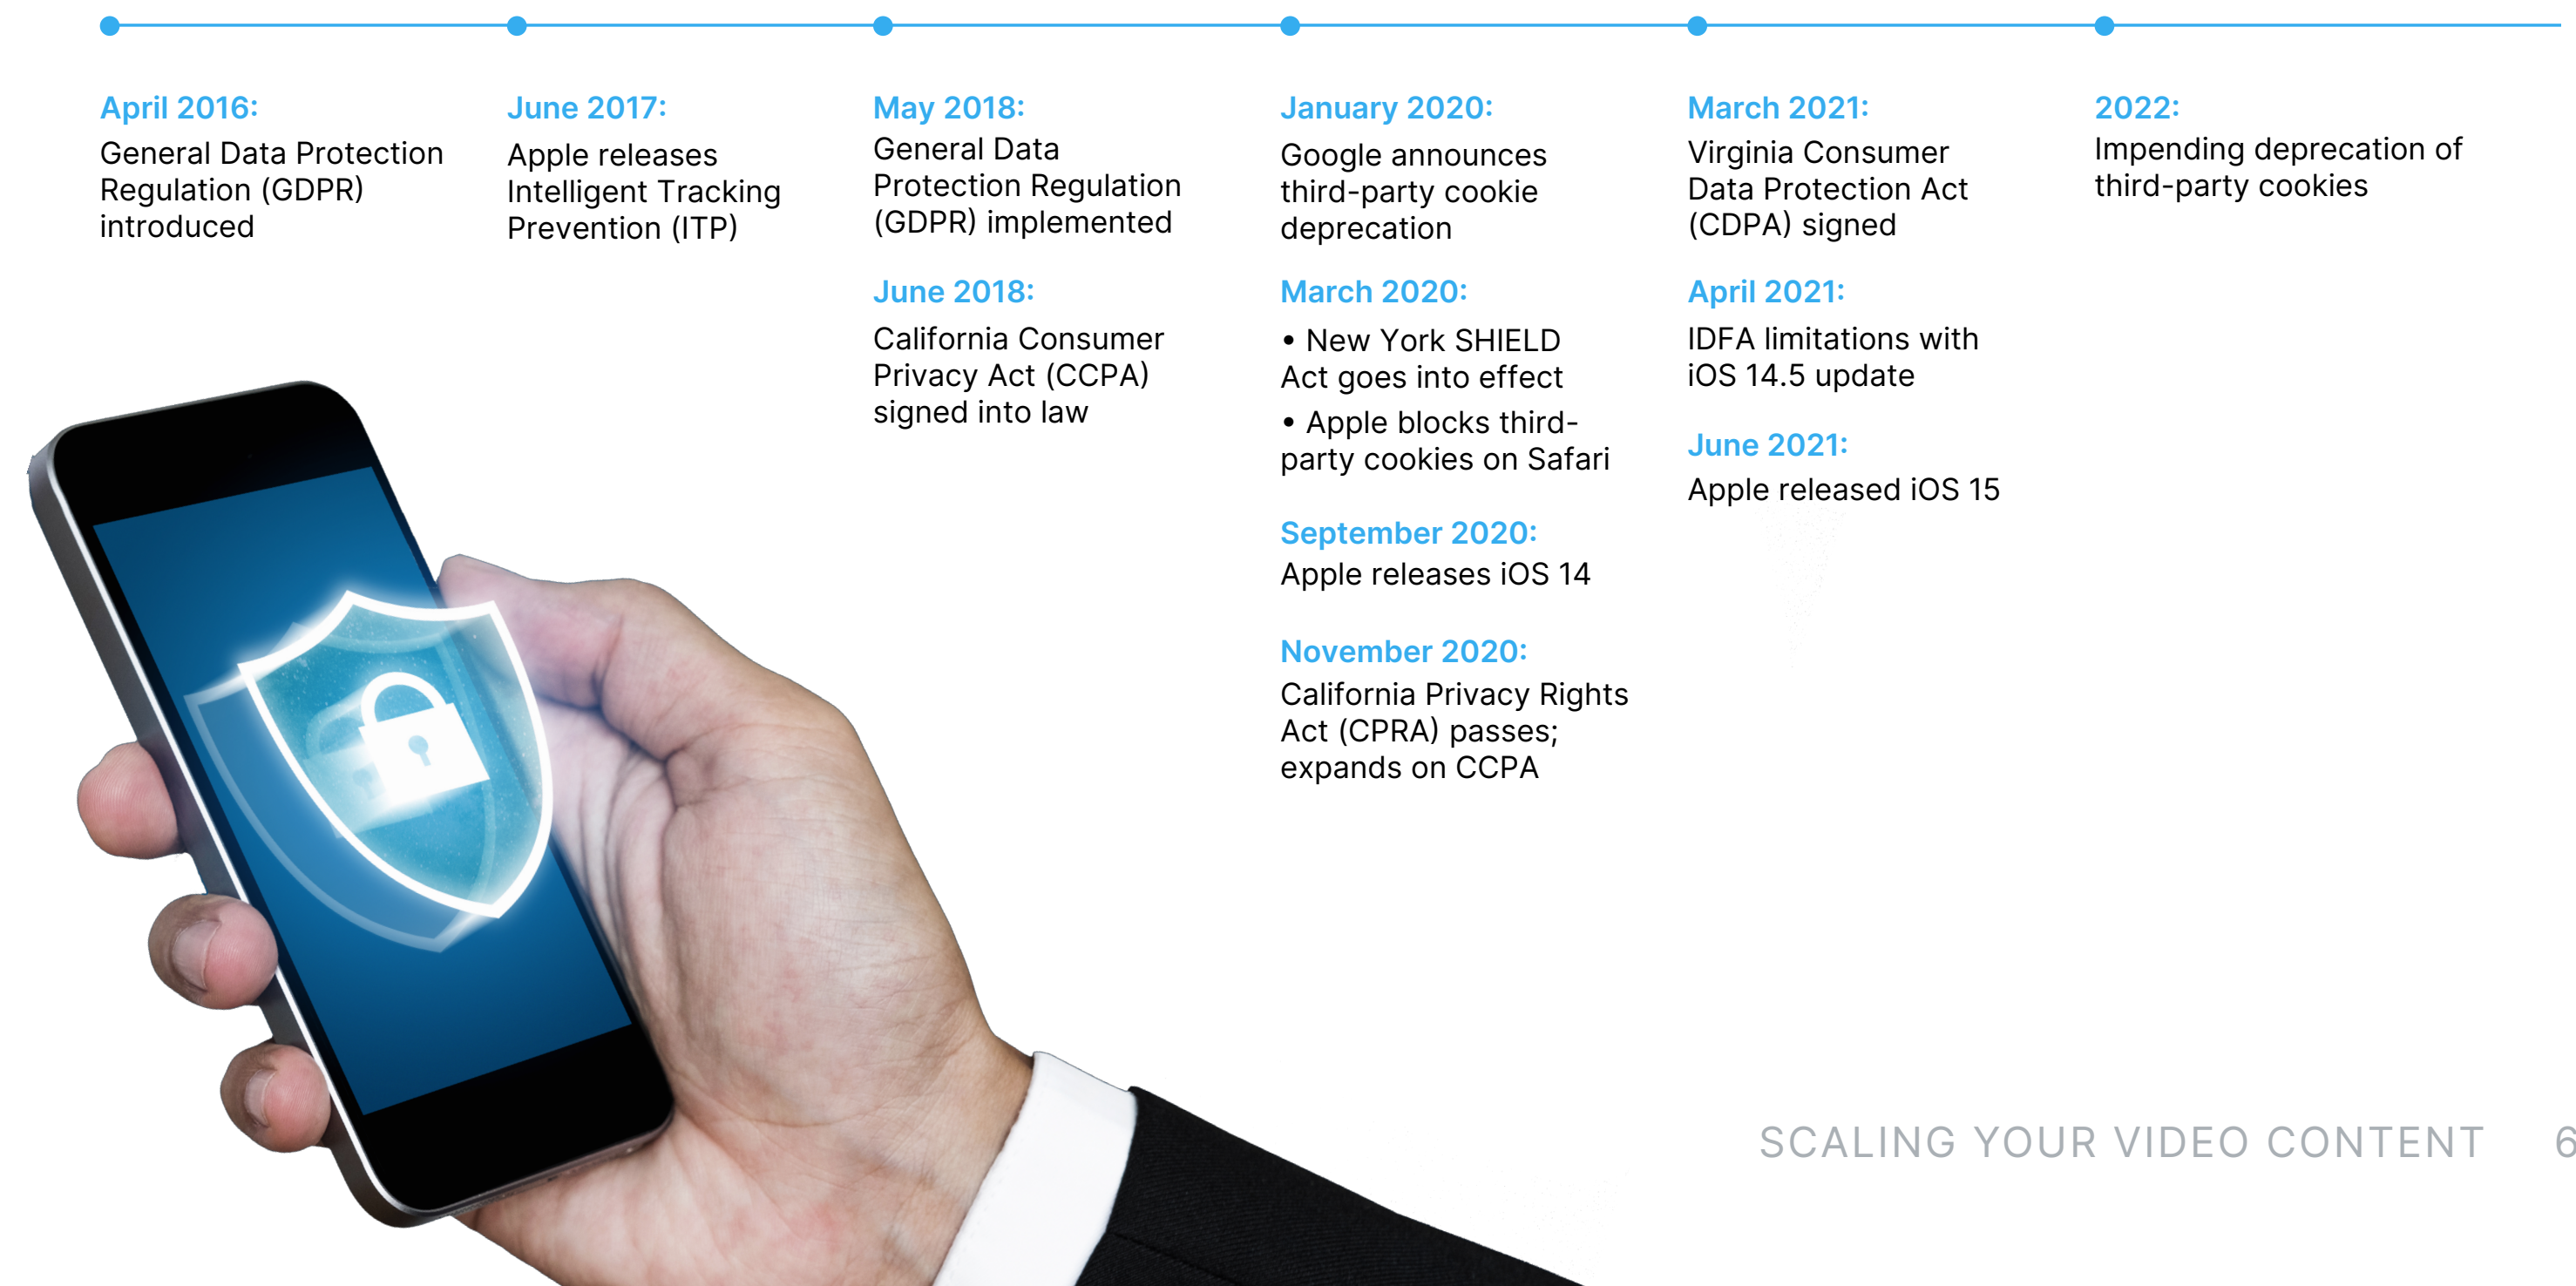 April 2016:
General Data Protection
Regulation (GDPR)
introduced
June 2017:
Apple releases
Intelligent Tracking
Prevention (ITP)
May 2018:
General Data
Protection Regulation
(GDPR) implemented
June 2018:
California Consumer
Privacy Act (CCPA)
signed into law
January 2020:
Google announces
third-party cookie
deprecation
March 2020:
• New York SHIELD
Act goes into effect
• Apple blocks third-
party cookies on Safari
September 2020:
Apple releases iOS 14
November 2020:
California Privacy Rights
Act (CPRA) passes;
expands on CCPA
March 2021:
Virginia Consumer
Data Protection Act
(CDPA) signed
April 2021:
IDFA limitations with
iOS 14.5 update
June 2021:
Apple released iOS 15
2022:
Impending deprecation of
third-party cookies
SCALING YOUR VIDEO CONTENT 6